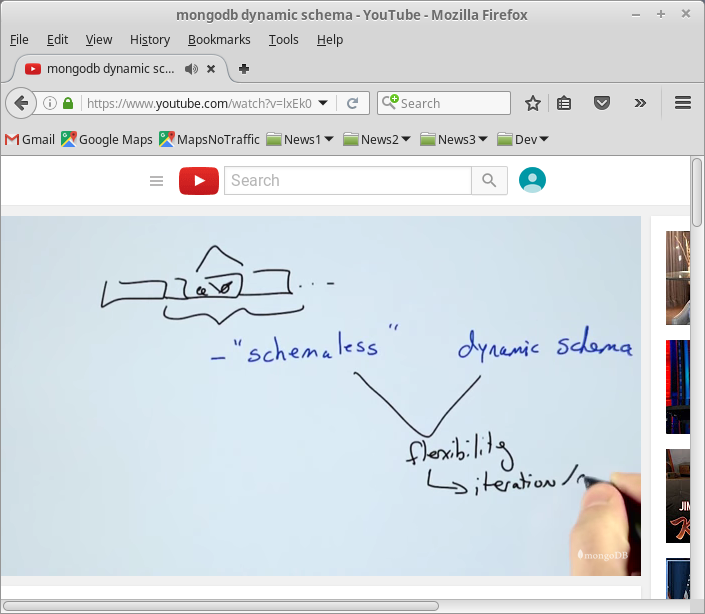 mongodb dynamic schema - YouTube - Mozilla Firefox
File Edit View History Bookmarks Tools Help
mongodb dynamic sc...
https://www.youtube.com/watch?v=lxEk0
Search
Gmail Google Maps MapsNoTraffic News1 News2 News3 Dev
Search
- "schemaless" dynamic schema
flexibility
iteration /
mongoDB
JIM